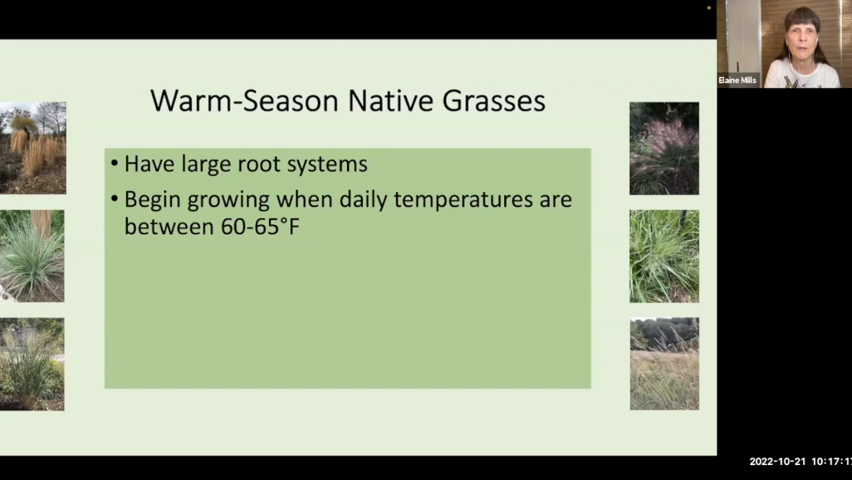 Elaine Mills
Warm-Season Native Grasses
• Have large root systems
• Begin growing when daily temperatures are
between 60-65°F
2022-10-21 10:17:17